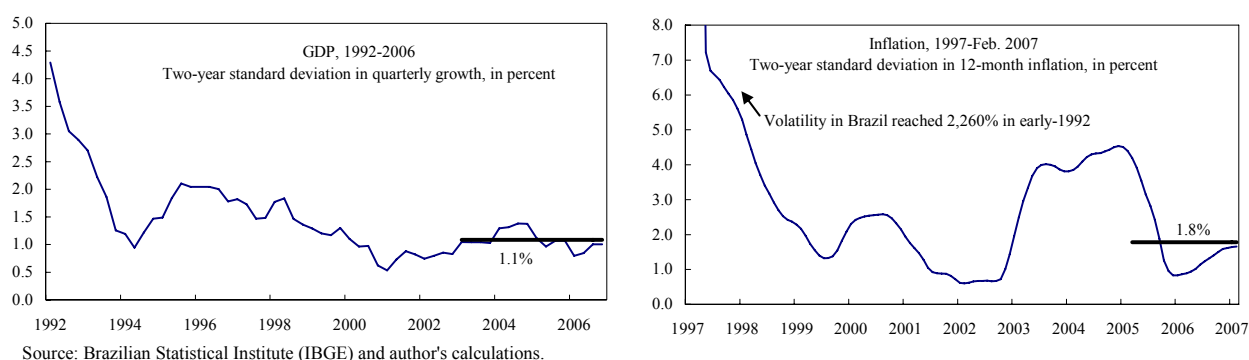 GDP, 1992-2006
Two-year standard deviation in quarterly growth, in percent
5.0
4.5
4.0
3.5
3.0
2.5
2.0
1.5
1.0
0.5
0.0
1.1%
1992 1994 1996 1998 2000 2002 2004 2006
Inflation, 1997-Feb. 2007
Two-year standard deviation in 12-month inflation, in percent
8.0
7.0
6.0
5.0
4.0
3.0
2.0
1.0
0.0
Volatility in Brazil reached 2,260% in early-1992
1.8%
1997 1998 1999 2000 2001 2002 2003 2004 2005 2006 2007
Source: Brazilian Statistical Institute (IBGE) and author's calculations.